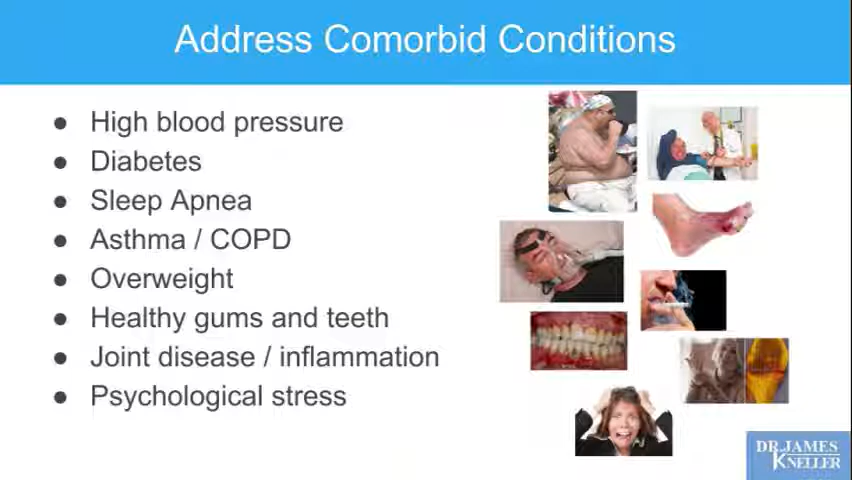 Address Comorbid Conditions
● High blood pressure
● Diabetes
● Sleep Apnea
● Asthma / COPD
● Overweight
● Healthy gums and teeth
● Joint disease / inflammation
● Psychological stress
DR. JAMES
KNELLER